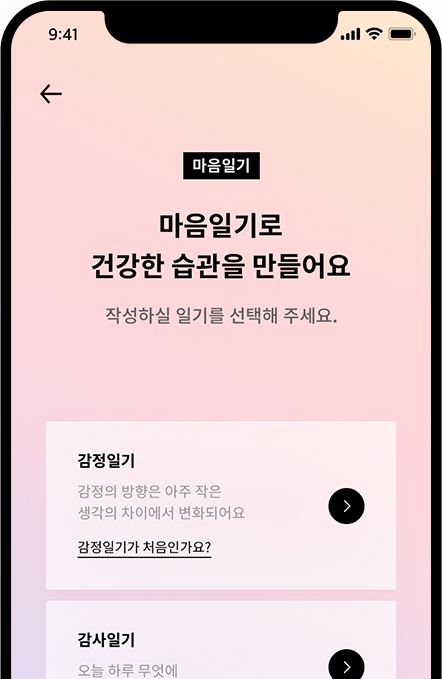 9:41
마음일기
마음일기로
건강한 습관을 만들어요
작성하실 일기를 선택해 주세요.
감정일기
감정의 방향은 아주 작은
생각의 차이에서 변화되어요
감정일기가 처음인가요?
감사일기
오늘 하루 무엇에